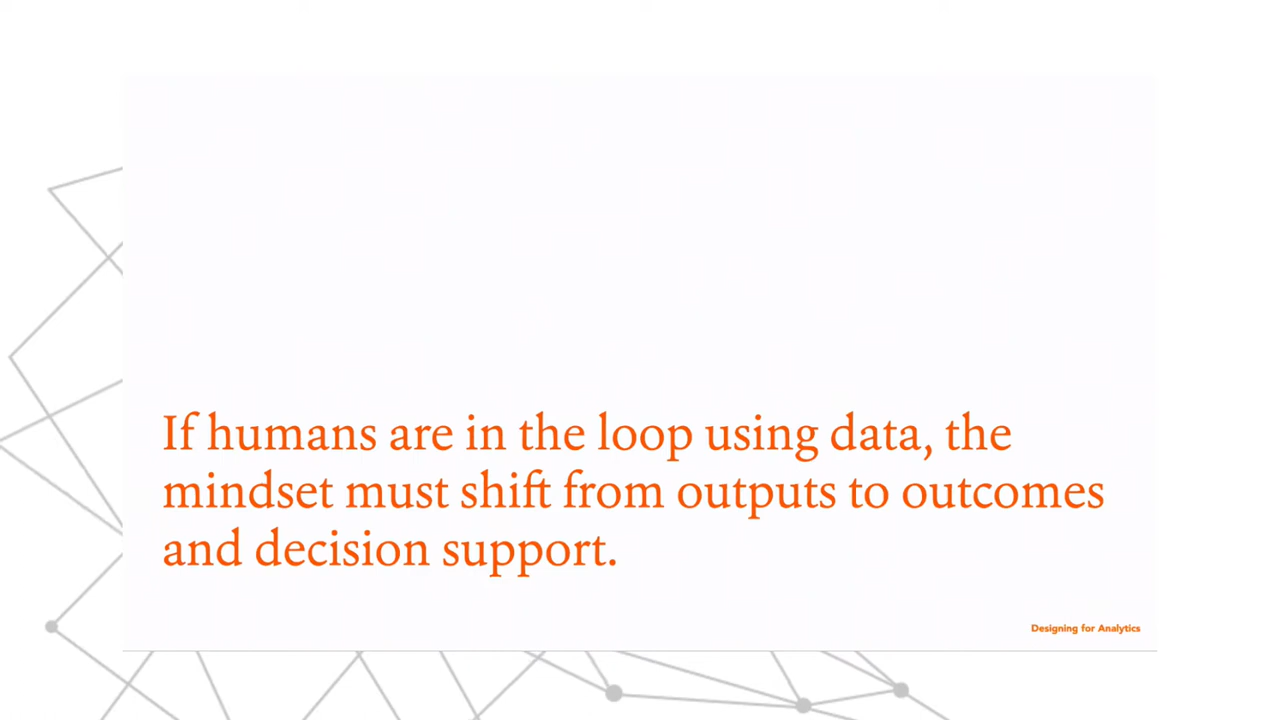 If humans are in the loop using data, the
mindset must shift from outputs to outcomes
and decision support.
Designing for Analytics